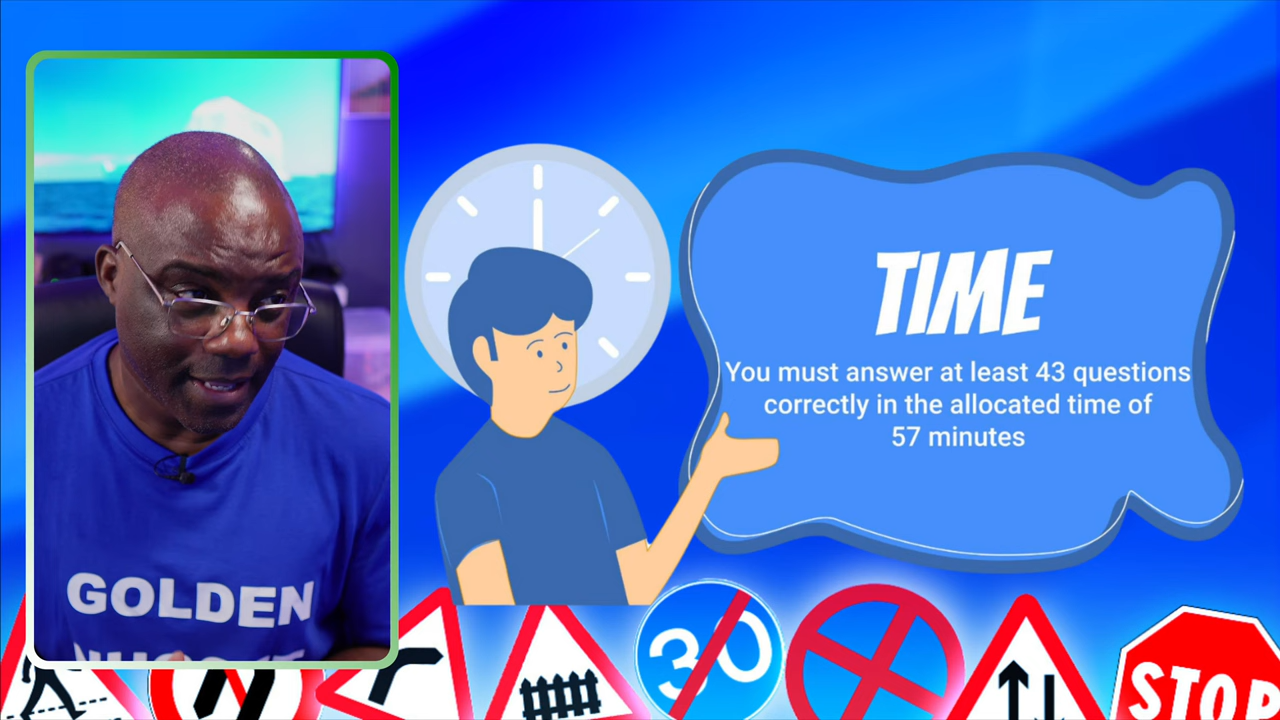 TIME
You must answer at least 43 questions
correctly in the allocated time of
57 minutes
GOLDEN
NUGGET
30
STOP